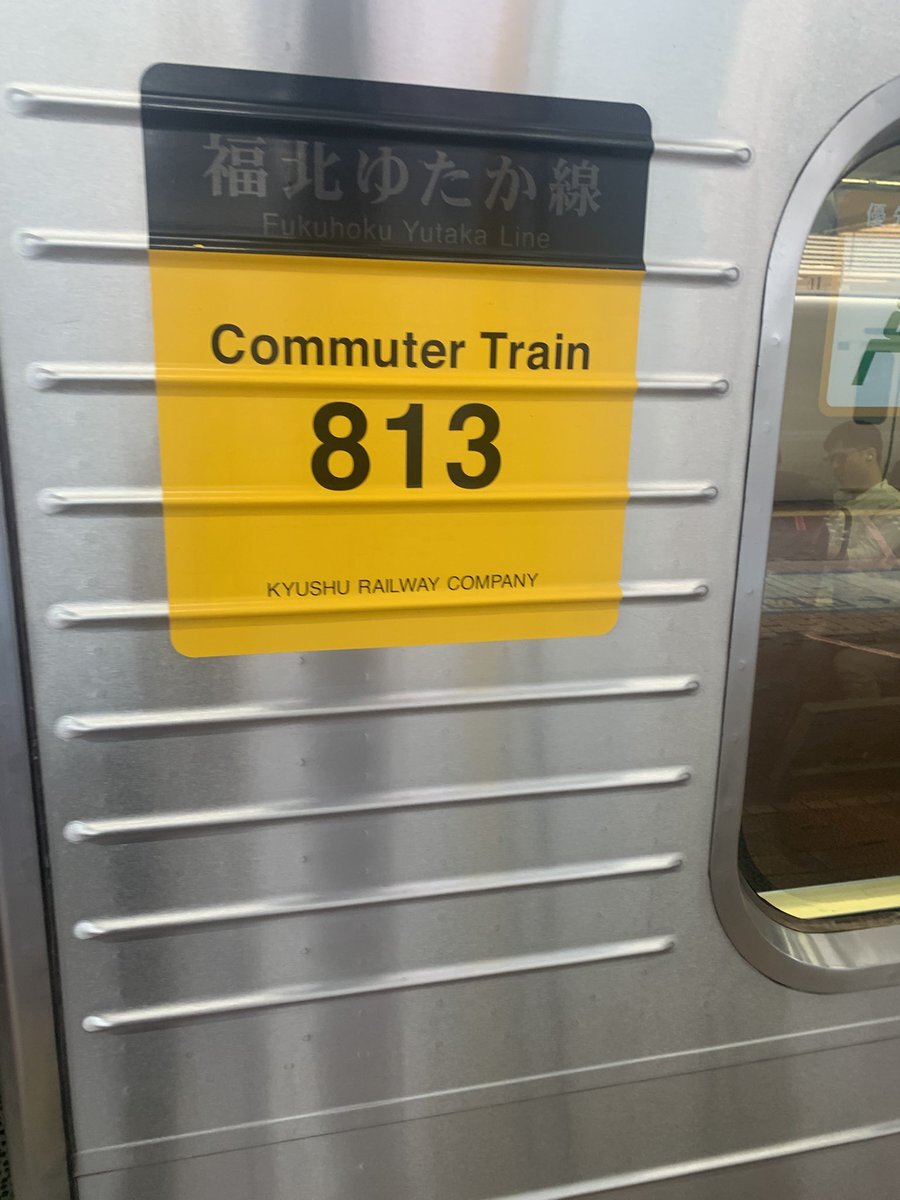 福北ゆたか線
Fukuhoku Yutaka Line
Commuter Train
813
KYUSHU RAILWAY COMPANY